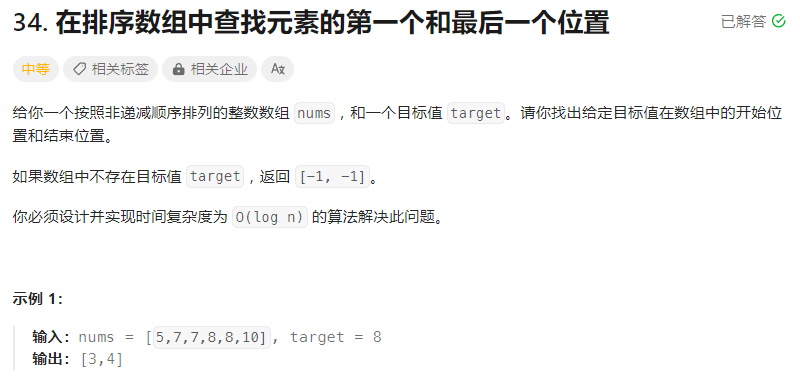 34. 在排序数组中查找元素的第一个和最后一个位置
已解答
中等 相关标签 相关企业
给你一个按照非递减顺序排列的整数数组 nums，和一个目标值 target。请你找出给定目标值在数组中的开始位
置和结束位置。
如果数组中不存在目标值 target，返回 [-1, -1]。
你必须设计并实现时间复杂度为 O(log n) 的算法解决此问题。
示例 1：
输入：nums = [5,7,7,8,8,10], target = 8
输出：[3,4]